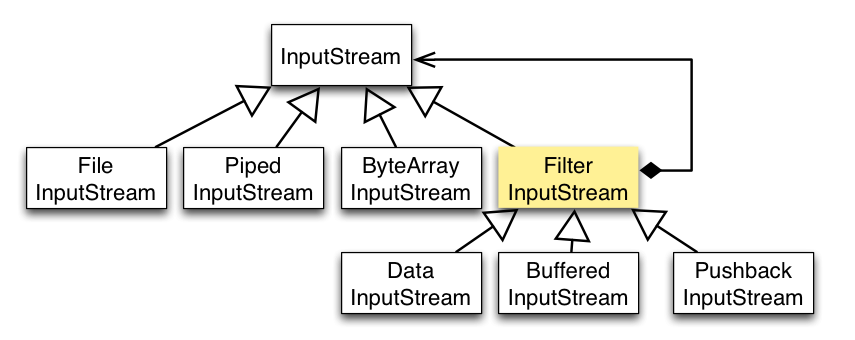 InputStream
File
InputStream
Piped
InputStream
ByteArray
InputStream
Filter
InputStream
Data
InputStream
Buffered
InputStream
Pushback
InputStream